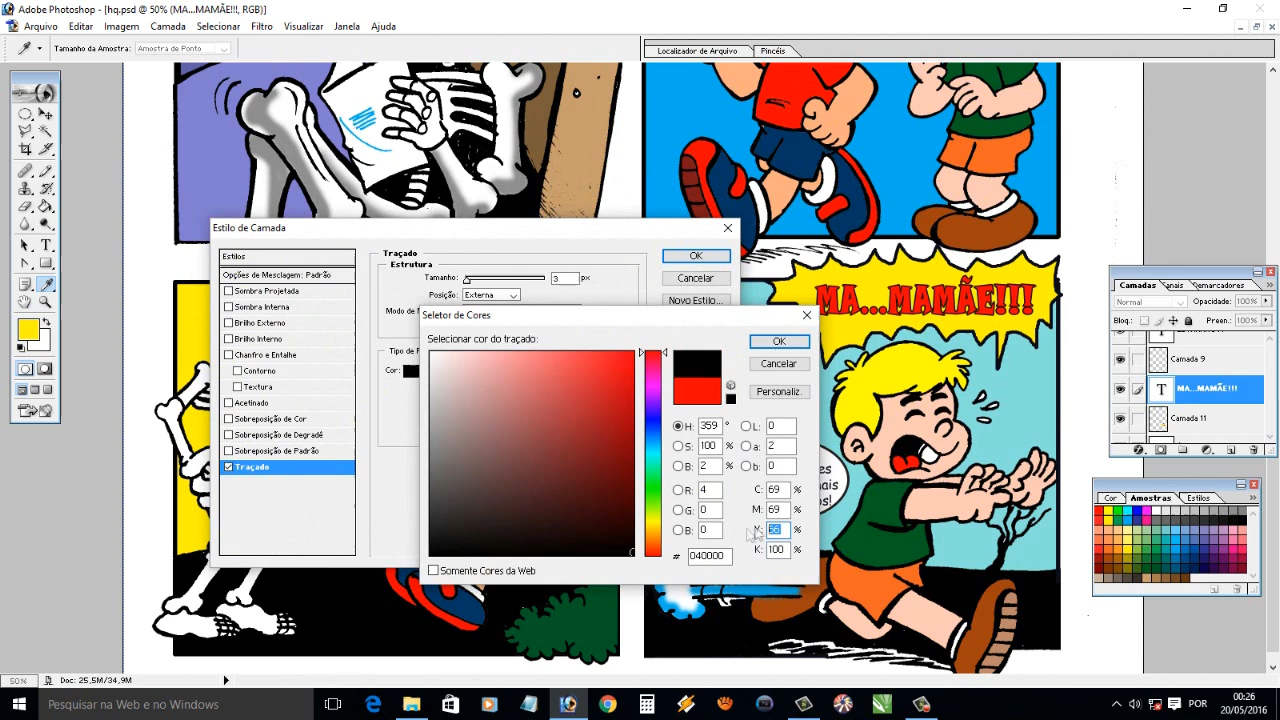 Adobe Photoshop - [hq.psd @ 50% (MA...MAMÃE!!!, RGB)]
Arquivo Editar Imagem Camada Selecionar Filtro Visualizar Janela Ajuda
Tamanho da Amostra: Amostra de Ponto
Localizador de Arquivo Pincéis
Estilo de Camada
Estilos
Opções de Mesclagem: Padrão
Sombra Projetada
Sombra Interna
Brilho Externo
Brilho Interno
Chanfro e Entalhe
Contorno
Textura
Acetinado
Sobreposição de Cor
Sobreposição de Degradê
Sobreposição de Padrão
Traçado
Traçado
Estrutura
Tamanho: 3 px
Posição: Externa
Modo de
Tipo de
Cor:
OK
Cancelar
Novo Estilo...
Seletor de Cores
Selecionar cor do traçado:
OK
Cancelar
Personaliz.
H: 359 °
S: 100 %
B: 2 %
R: 4
G: 0
B: 0
# 040000
L: 0
a: 2
b: 0
C: 69 %
M: 69 %
56 %
K: 100 %
Somente Cores da Web
MA...MAMÃE!!!
Camadas anais emarcadores
Normal Opacidade: 100%
Bloq.: Preen.: 100%
Camada 9
T MA...MAMÃE!!!
Camada 11
Cor Amostras Estilos
50% Doc: 25,5M/34,9M
Pesquisar na Web e no Windows
POR
00:26
20/05/2016